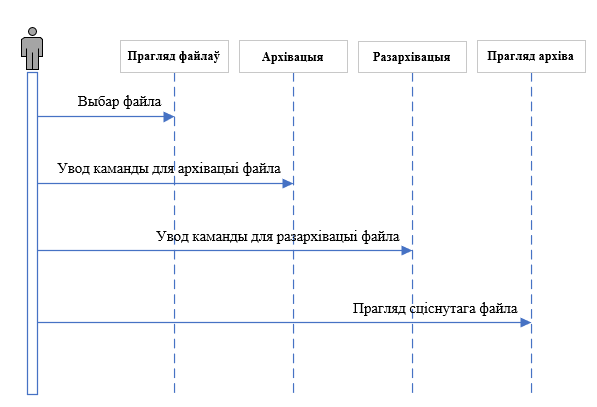 Прагляд файлаў
Архівацыя
Разархівацыя
Прагляд архіва
Выбар файла
Увод каманды для архівацыі файла
Увод каманды для разархівацыі файла
Прагляд сціснутага файла